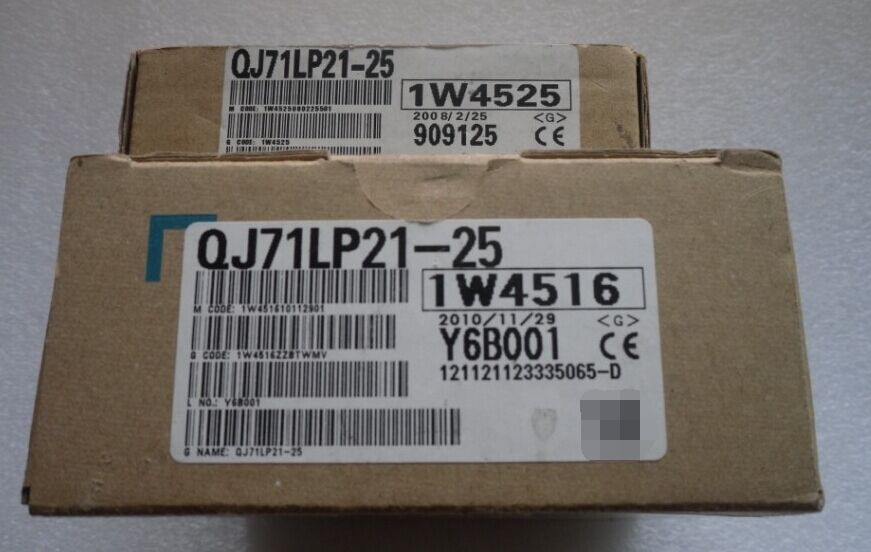 QJ71LP21-25
1W4525
M CODE: 1W4525080225501
2008/2/25 <G>
909125 CE
G CODE: 1W4525
QJ71LP21-25
1W4516
M CODE: 1W451610112901
2010/11/29 <G>
Y6B001 CE
G CODE: 1W4516ZZBTWMV
121121123335065-D
L NO.: Y6B001
G NAME: QJ71LP21-25